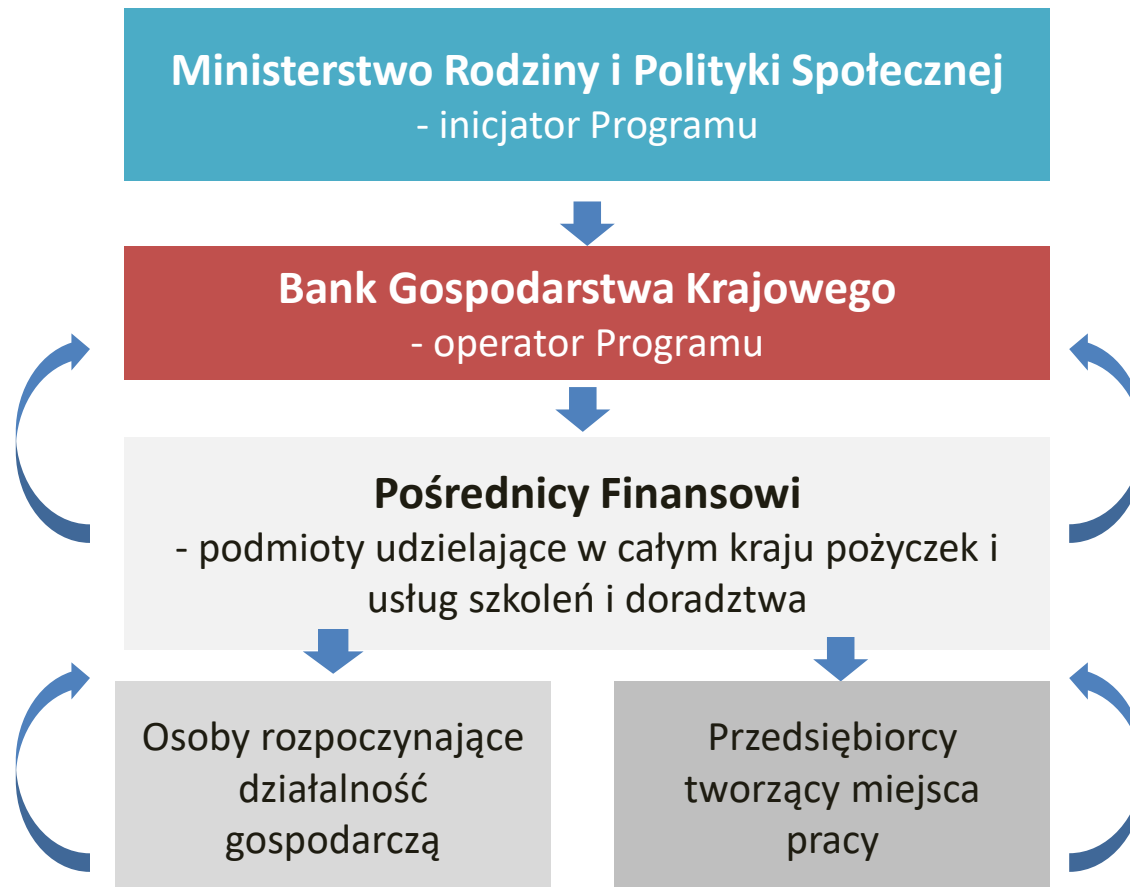 Ministerstwo Rodziny i Polityki Społecznej
- inicjator Programu
Bank Gospodarstwa Krajowego
- operator Programu
Pośrednicy Finansowi
- podmioty udzielające w całym kraju pożyczek i
usług szkoleń i doradztwa
Osoby rozpoczynające
działalność
gospodarczą
Przedsiębiorcy
tworzący miejsca
pracy